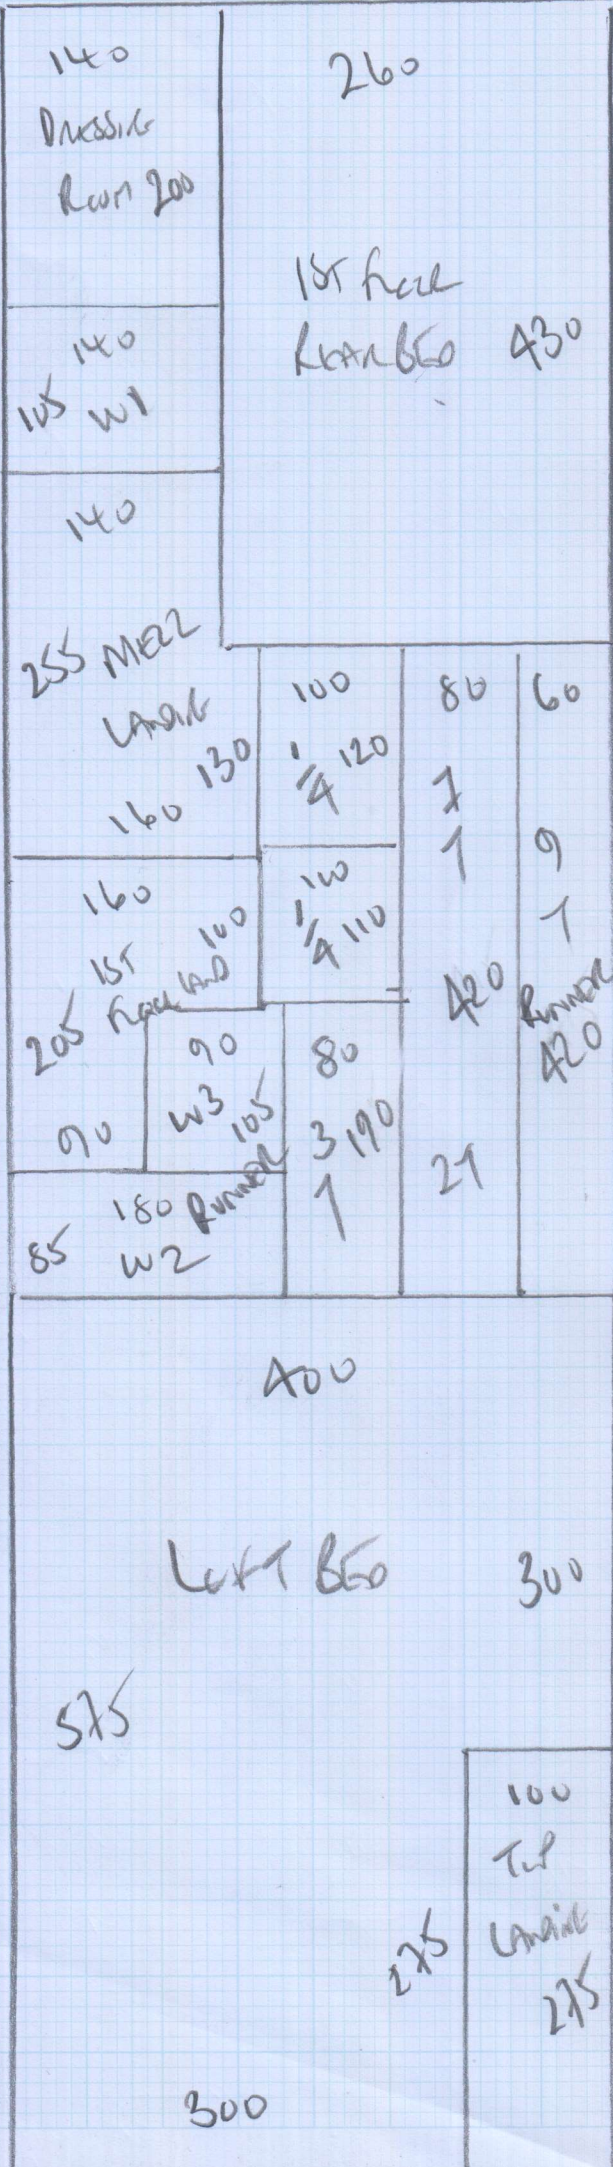 140
DRESSING
ROOM 200
260
1ST FLOOR
REAR BED 430
140
105 W1
140
255 MEZZ
LANDING
130
160
100
1/4 120
80
7
1
420
21
60
9
1
RUNNER
420
160
100
1ST
FLOOR LAND
205
90
100
1/4 110
90
W3 105
RUNNER
80
3 190
1
180
85 W2
400
LOFT BED
300
575
275
300
100
TOP
LANDING
275